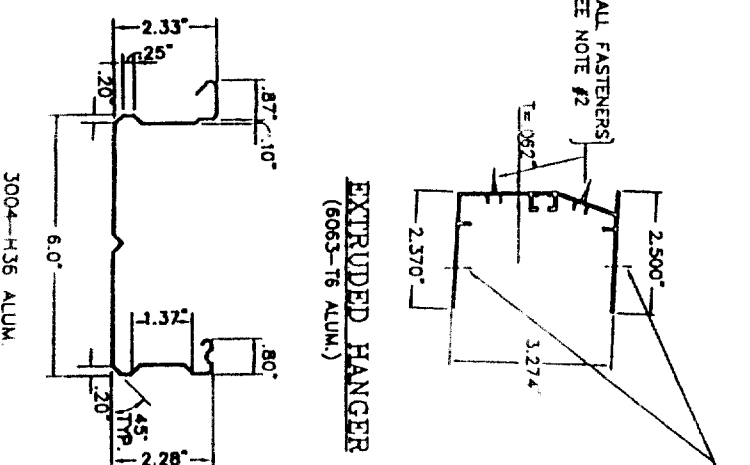 ALL FASTENERS
EE NOTE #2
T=.062"
2.500"
2.370"
3.274"
EXTRUDED HANGER
(6063-T6 ALUM.)
2.33"
.25"
.20"
.87"
.10"
6.0"
1.37"
.80"
.20"
45°
TYP.
2.28"
3004-H36 ALUM.